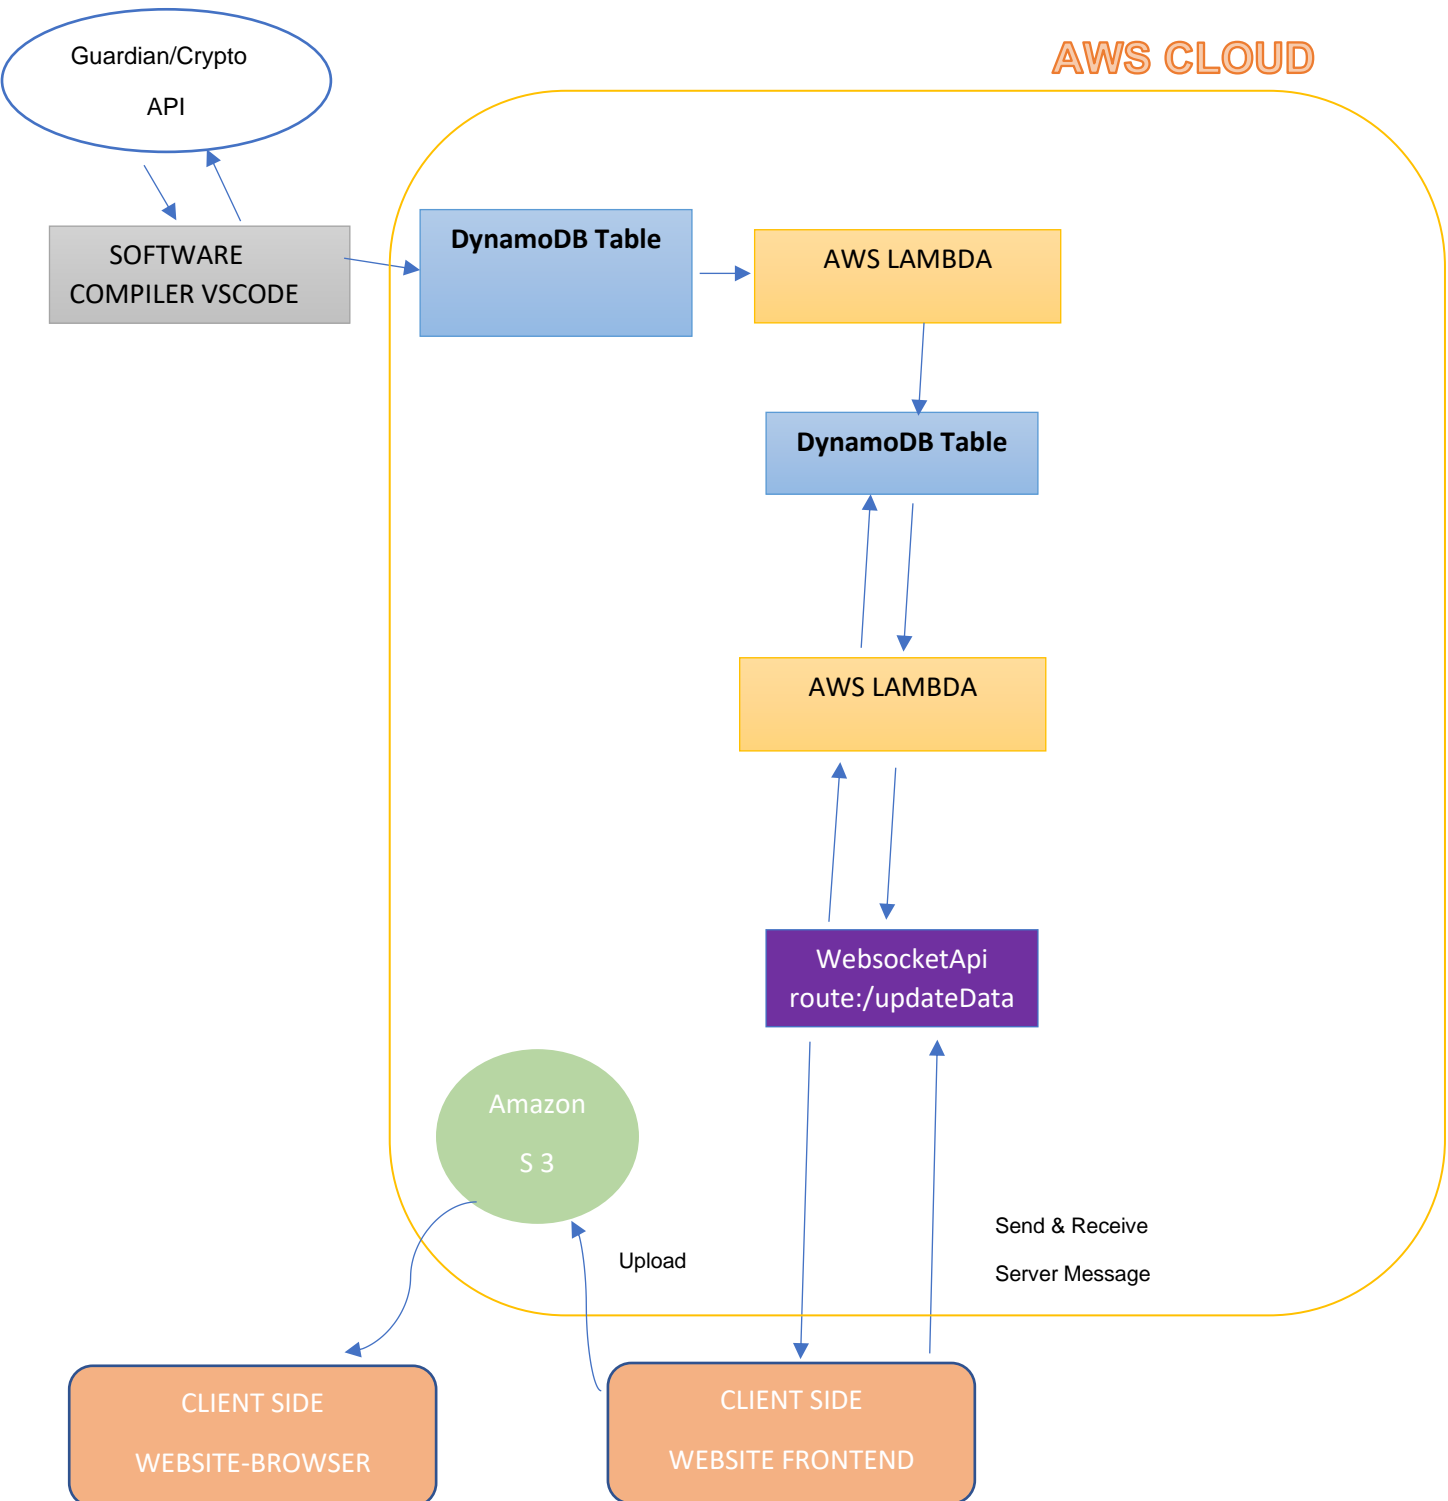 Guardian/Crypto
API
AWS CLOUD
SOFTWARE
COMPILER VSCODE
DynamoDB Table
AWS LAMBDA
DynamoDB Table
AWS LAMBDA
WebsocketApi
route:/updateData
Amazon
S 3
Upload
Send & Receive
Server Message
CLIENT SIDE
WEBSITE-BROWSER
CLIENT SIDE
WEBSITE FRONTEND